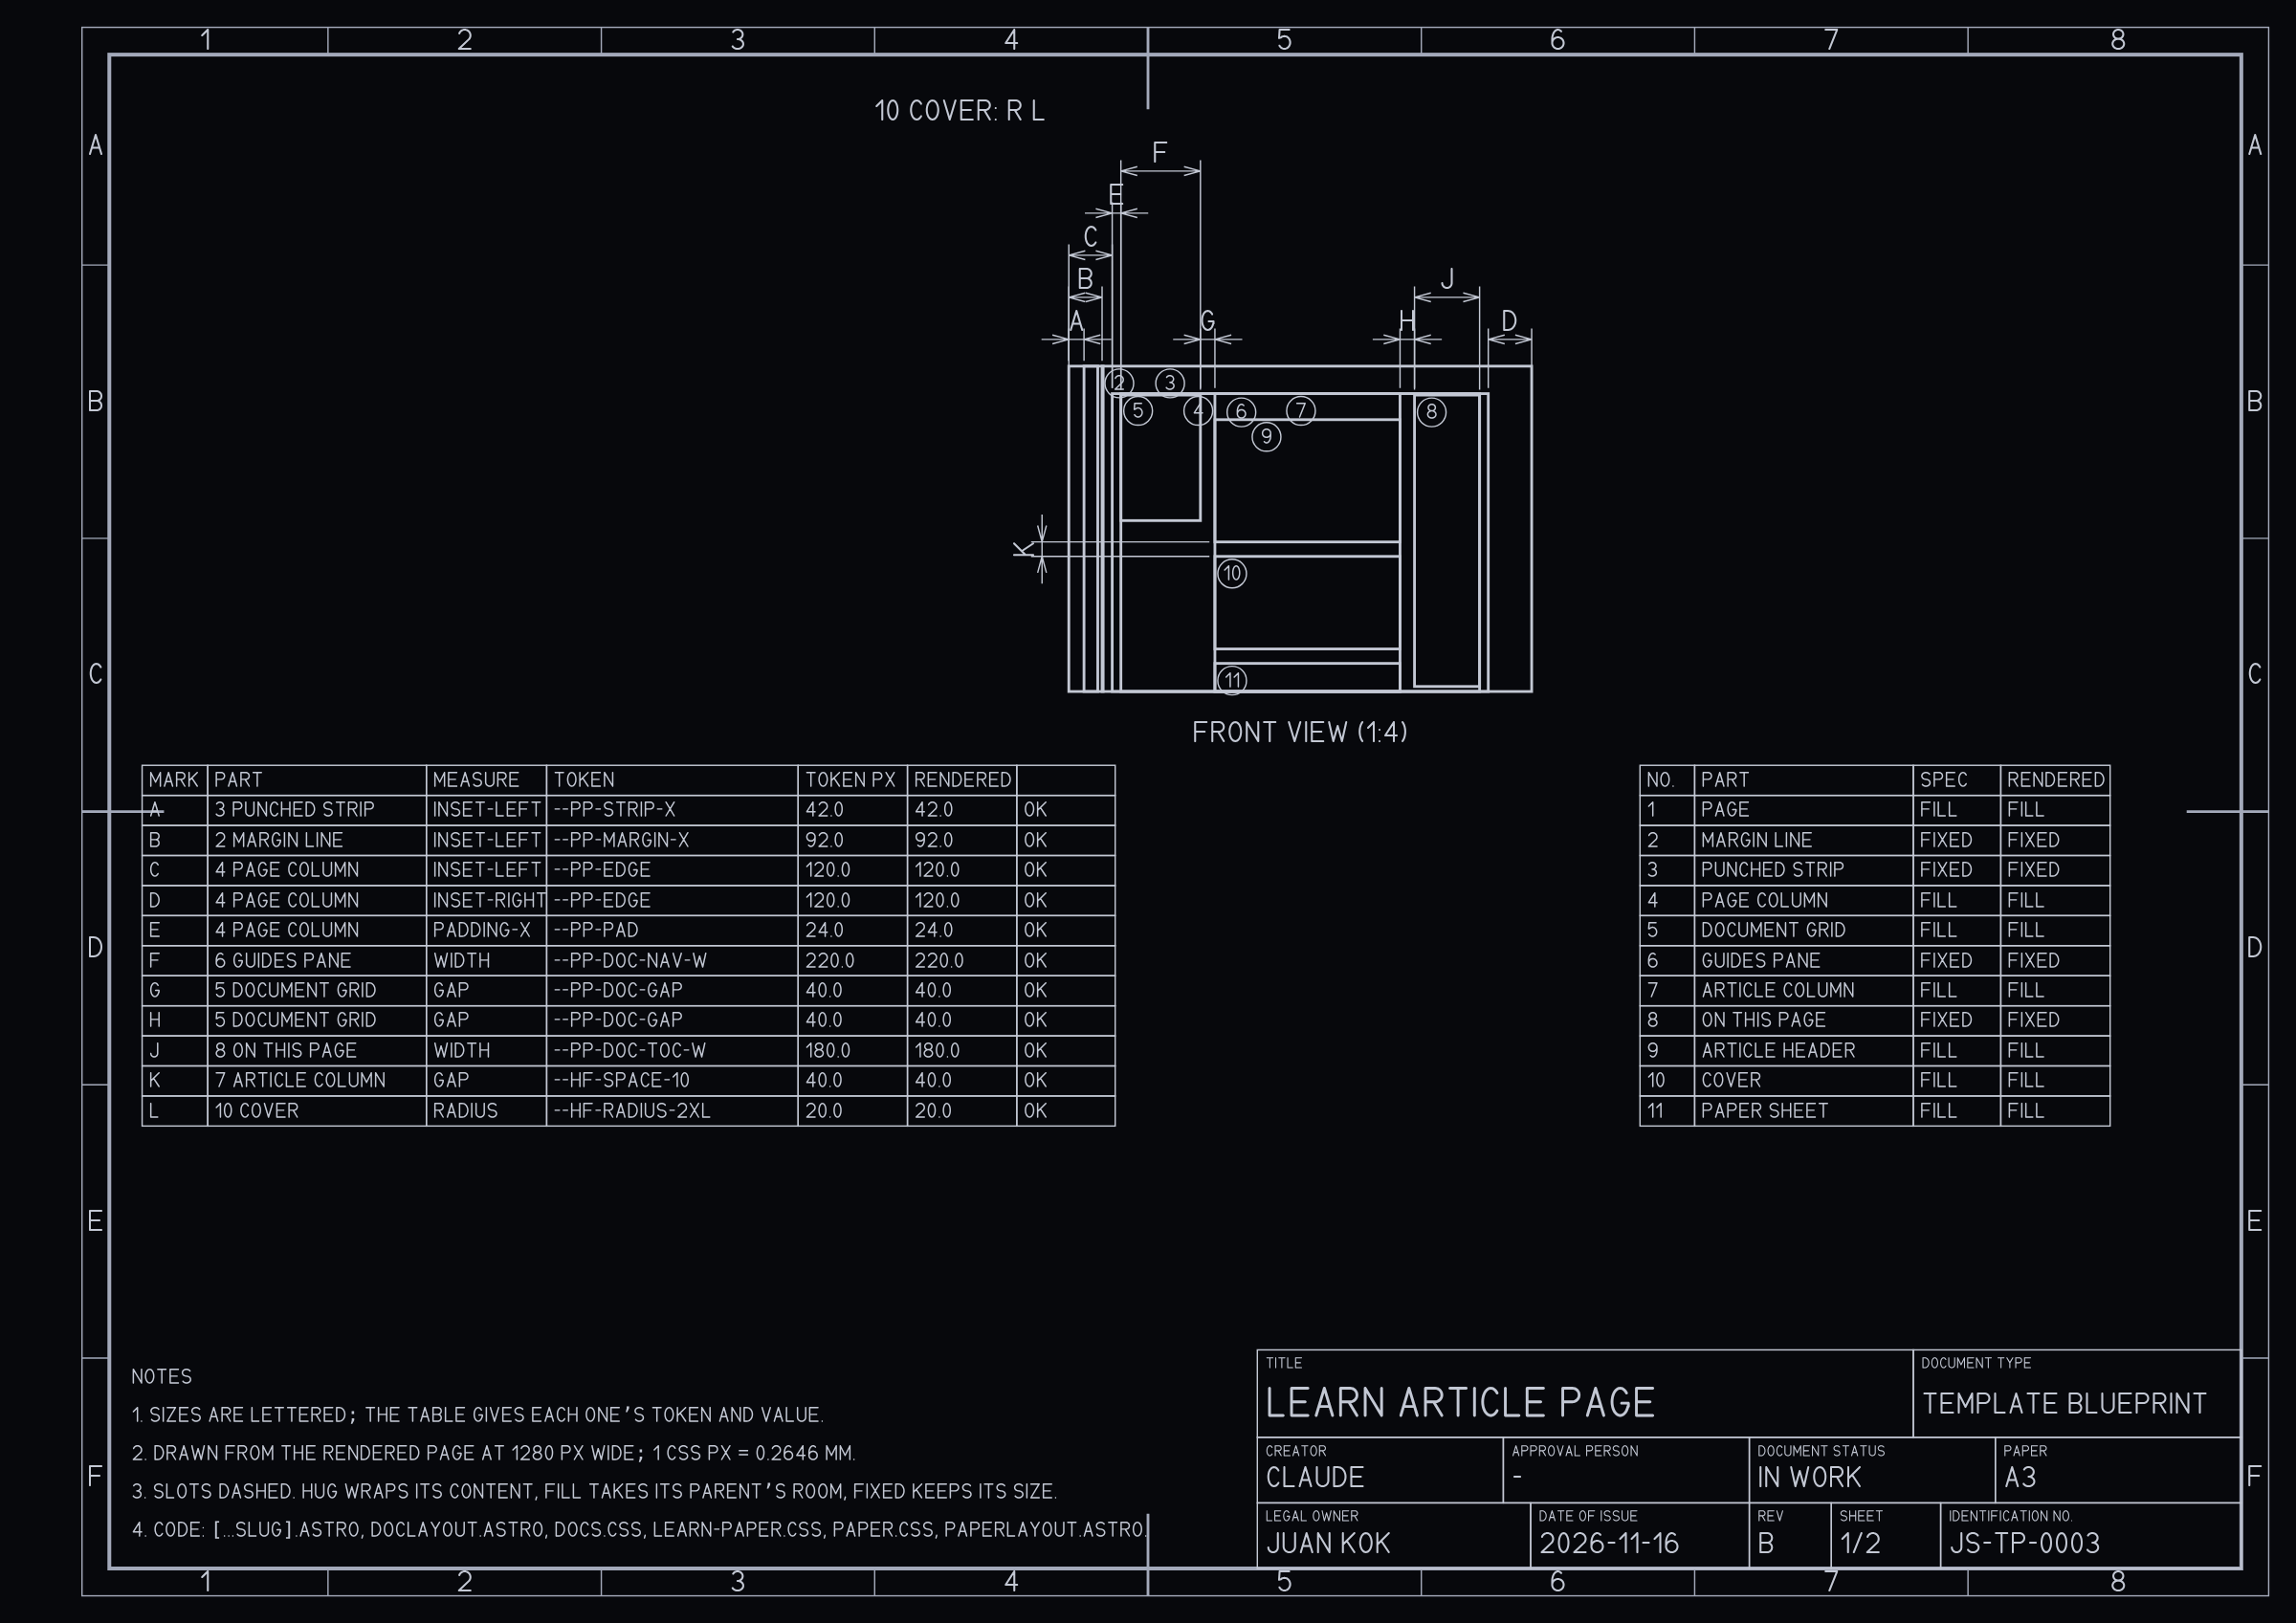 1 2 3 4 5 6 7 8
A A
10 COVER: R L
F
E
C
B J
A G H D
B B
2 3
5 4 6 7 8
9
K
10
C C
11
FRONT VIEW (1:4)
MARK PART MEASURE TOKEN TOKEN PX RENDERED
A 3 PUNCHED STRIP INSET-LEFT --PP-STRIP-X 42.0 42.0 OK
B 2 MARGIN LINE INSET-LEFT --PP-MARGIN-X 92.0 92.0 OK
C 4 PAGE COLUMN INSET-LEFT --PP-EDGE 120.0 120.0 OK
D 4 PAGE COLUMN INSET-RIGHT --PP-EDGE 120.0 120.0 OK
E 4 PAGE COLUMN PADDING-X --PP-PAD 24.0 24.0 OK
F 6 GUIDES PANE WIDTH --PP-DOC-NAV-W 220.0 220.0 OK
G 5 DOCUMENT GRID GAP --PP-DOC-GAP 40.0 40.0 OK
H 5 DOCUMENT GRID GAP --PP-DOC-GAP 40.0 40.0 OK
J 8 ON THIS PAGE WIDTH --PP-DOC-TOC-W 180.0 180.0 OK
K 7 ARTICLE COLUMN GAP --HF-SPACE-10 40.0 40.0 OK
L 10 COVER RADIUS --HF-RADIUS-2XL 20.0 20.0 OK
NO. PART SPEC RENDERED
1 PAGE FILL FILL
2 MARGIN LINE FIXED FIXED
3 PUNCHED STRIP FIXED FIXED
4 PAGE COLUMN FILL FILL
5 DOCUMENT GRID FILL FILL
6 GUIDES PANE FIXED FIXED
7 ARTICLE COLUMN FILL FILL
8 ON THIS PAGE FIXED FIXED
9 ARTICLE HEADER FILL FILL
10 COVER FILL FILL
11 PAPER SHEET FILL FILL
D D
E E
NOTES
1. SIZES ARE LETTERED; THE TABLE GIVES EACH ONE'S TOKEN AND VALUE.
2. DRAWN FROM THE RENDERED PAGE AT 1280 PX WIDE; 1 CSS PX = 0.2646 MM.
3. SLOTS DASHED. HUG WRAPS ITS CONTENT, FILL TAKES ITS PARENT'S ROOM, FIXED KEEPS ITS SIZE.
4. CODE: [...SLUG].ASTRO, DOCLAYOUT.ASTRO, DOCS.CSS, LEARN-PAPER.CSS, PAPER.CSS, PAPERLAYOUT.ASTRO.
TITLE DOCUMENT TYPE
LEARN ARTICLE PAGE TEMPLATE BLUEPRINT
CREATOR APPROVAL PERSON DOCUMENT STATUS PAPER
CLAUDE - IN WORK A3
LEGAL OWNER DATE OF ISSUE REV SHEET IDENTIFICATION NO.
JUAN KOK 2026-11-16 B 1/2 JS-TP-0003
F F
1 2 3 4 5 6 7 8